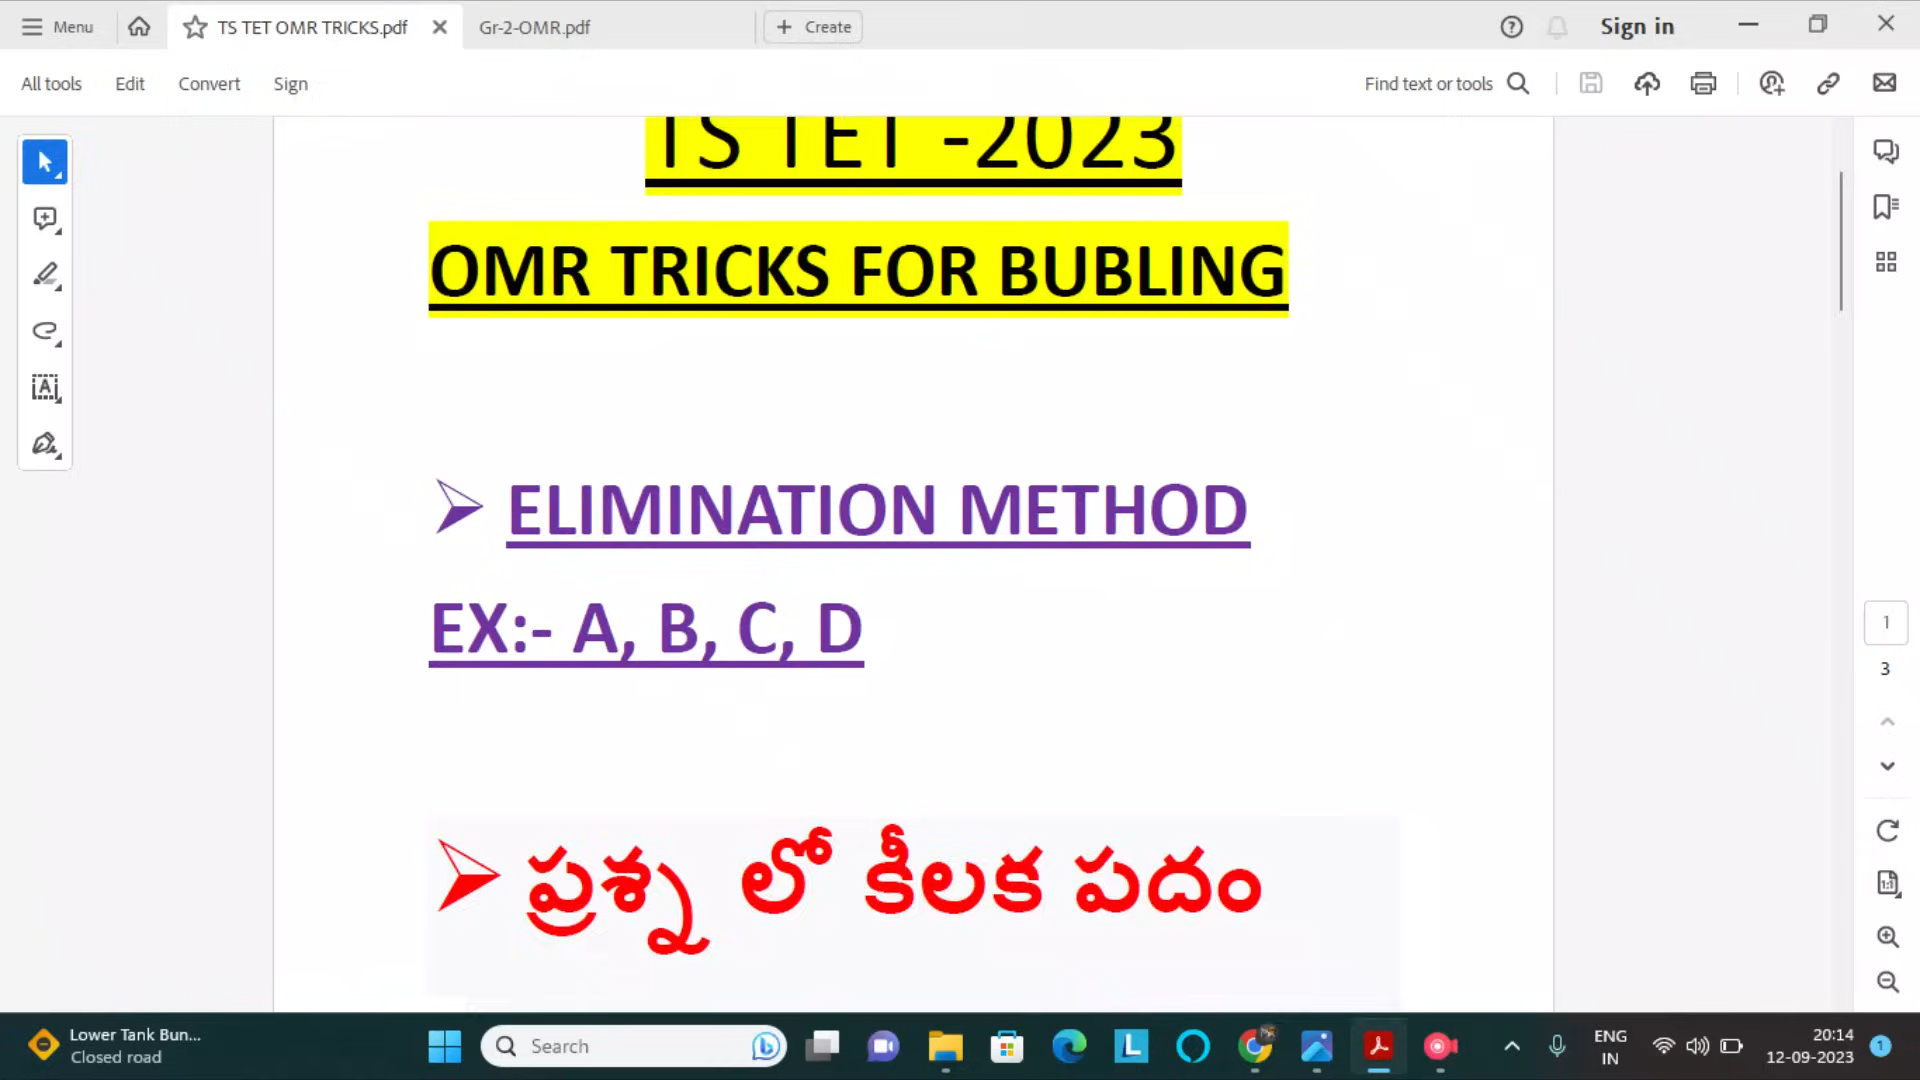 Menu
TS TET OMR TRICKS.pdf
Gr-2-OMR.pdf
Create
Sign in
All tools
Edit
Convert
Sign
Find text or tools
TS TET -2023
OMR TRICKS FOR BUBLING
ELIMINATION METHOD
EX:- A, B, C, D
ప్రశ్న లో కీలక పదం
1
3
Lower Tank Bun...
Closed road
Search
ENG
IN
20:14
12-09-2023
1